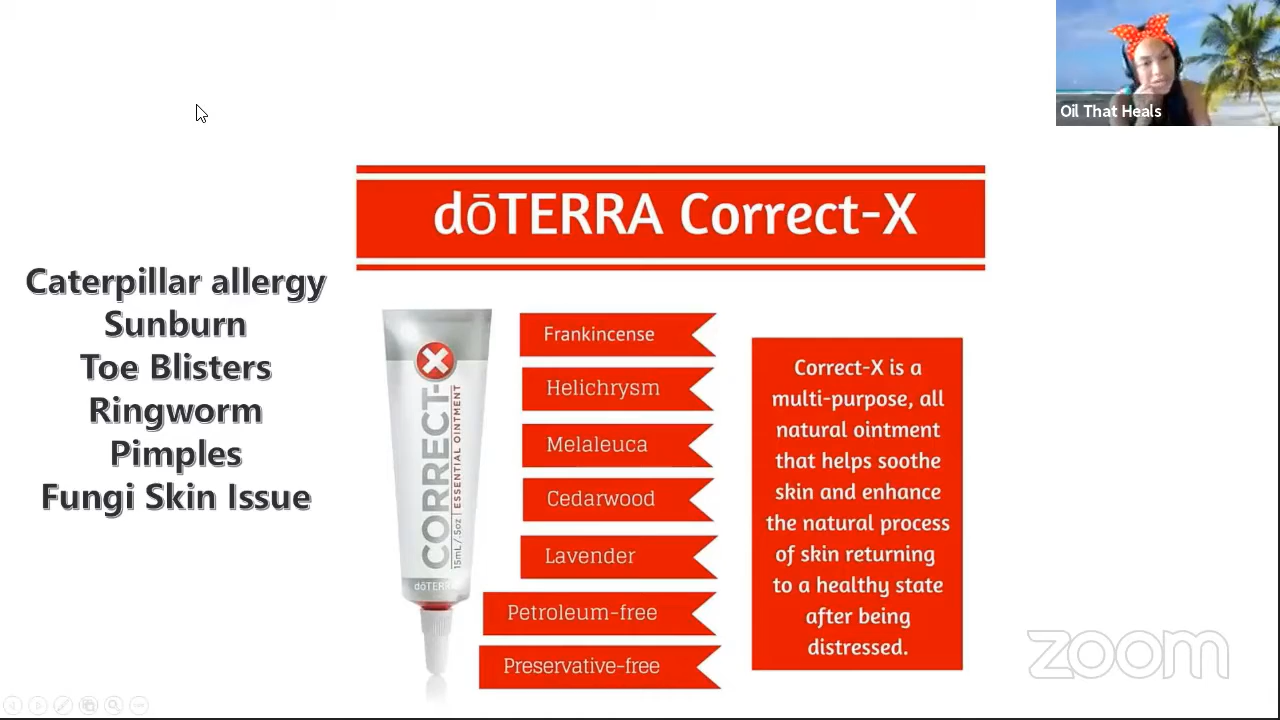 Oil That Heals
dōTERRA Correct-X
Caterpillar allergy
Sunburn
Toe Blisters
Ringworm
Pimples
Fungi Skin Issue
CORRECT-X
ESSENTIAL OINTMENT
15mL/.5oz
dōTERRA
Frankincense
Helichrysm
Melaleuca
Cedarwood
Lavender
Petroleum-free
Preservative-free
Correct-X is a
multi-purpose, all
natural ointment
that helps soothe
skin and enhance
the natural process
of skin returning
to a healthy state
after being
distressed.
zoom